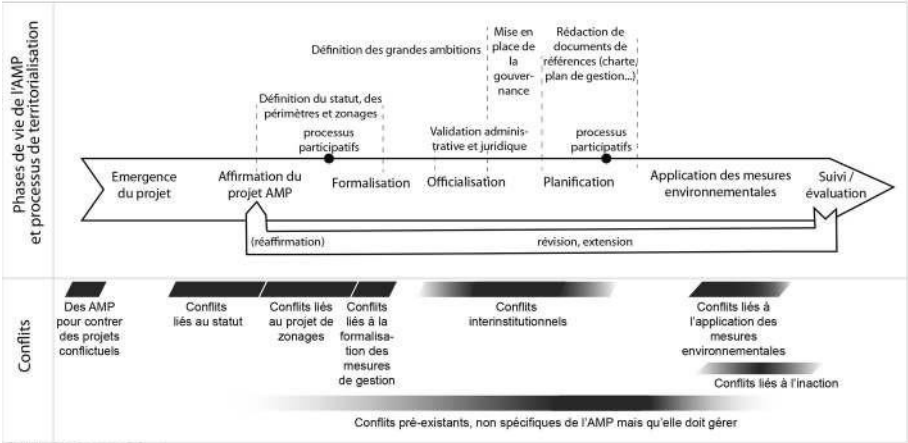 Phases de vie de l'AMP
et processus de territorialisation
Définition des grandes ambitions
Mise en
place de
la
gouver-
nance
Rédaction de
documents de
références (charte,
plan de gestion...)
Définition du statut, des
périmètres et zonages
processus
participatifs
Validation adminis-
trative et juridique
processus
participatifs
Emergence
du projet
Affirmation du
projet AMP
Formalisation
Officialisation
Planification
Application des mesures
environnementales
Suivi /
évaluation
(réaffirmation)
révision, extension
Conflits
Des AMP
pour contrer
des projets
conflictuels
Conflits
liés au statut
Conflits liés
au projet de
zonages
Conflits
liés à la
formalisa-
tion des
mesures
de gestion
Conflits
interinstitutionnels
Conflits liés à
l'application des
mesures
environnementales
Conflits liés à l'inaction
Conflits pré-existants, non spécifiques de l'AMP mais qu'elle doit gérer